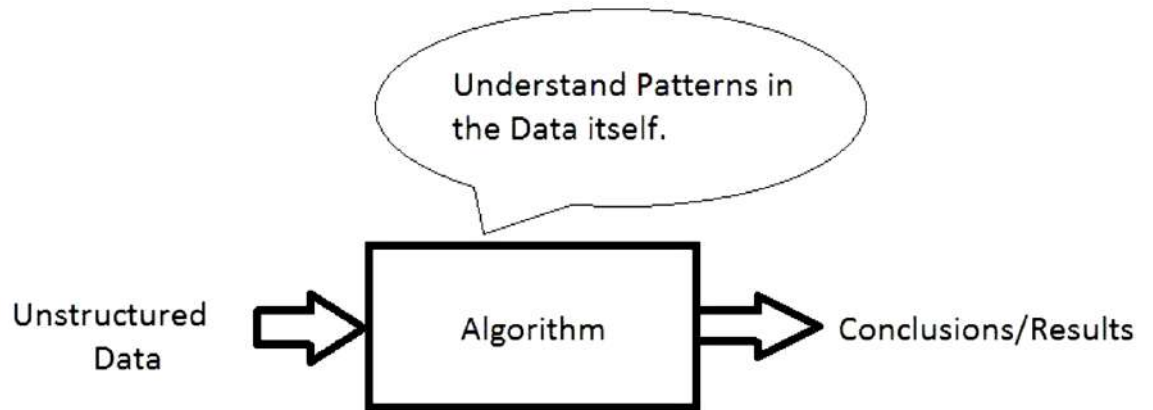 Understand Patterns in
the Data itself.
Unstructured
Data
Algorithm
Conclusions/Results